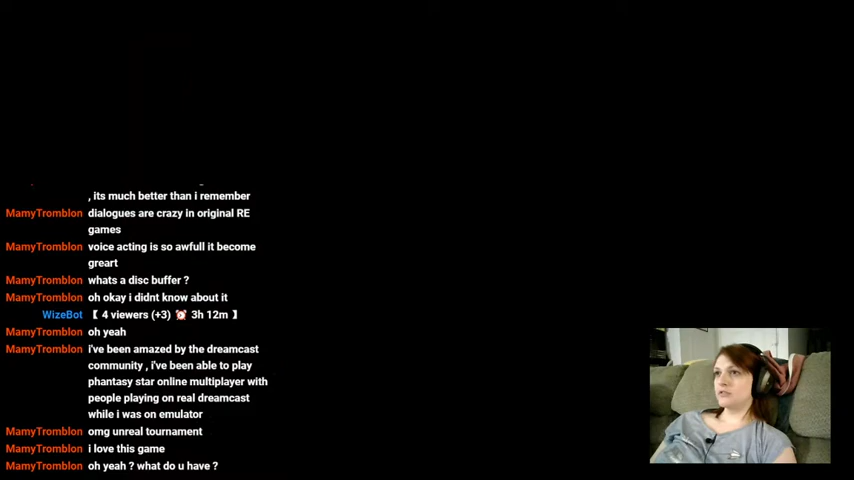 , its much better than i remember
MamyTromblon dialogues are crazy in original RE
games
MamyTromblon voice acting is so awfull it become
greart
MamyTromblon whats a disc buffer ?
MamyTromblon oh okay i didnt know about it
WizeBot 【 4 viewers (+3) ⏰ 3h 12m 】
MamyTromblon oh yeah
MamyTromblon i've been amazed by the dreamcast
community , i've been able to play
phantasy star online multiplayer with
people playing on real dreamcast
while i was on emulator
MamyTromblon omg unreal tournament
MamyTromblon i love this game
MamyTromblon oh yeah ? what do u have ?